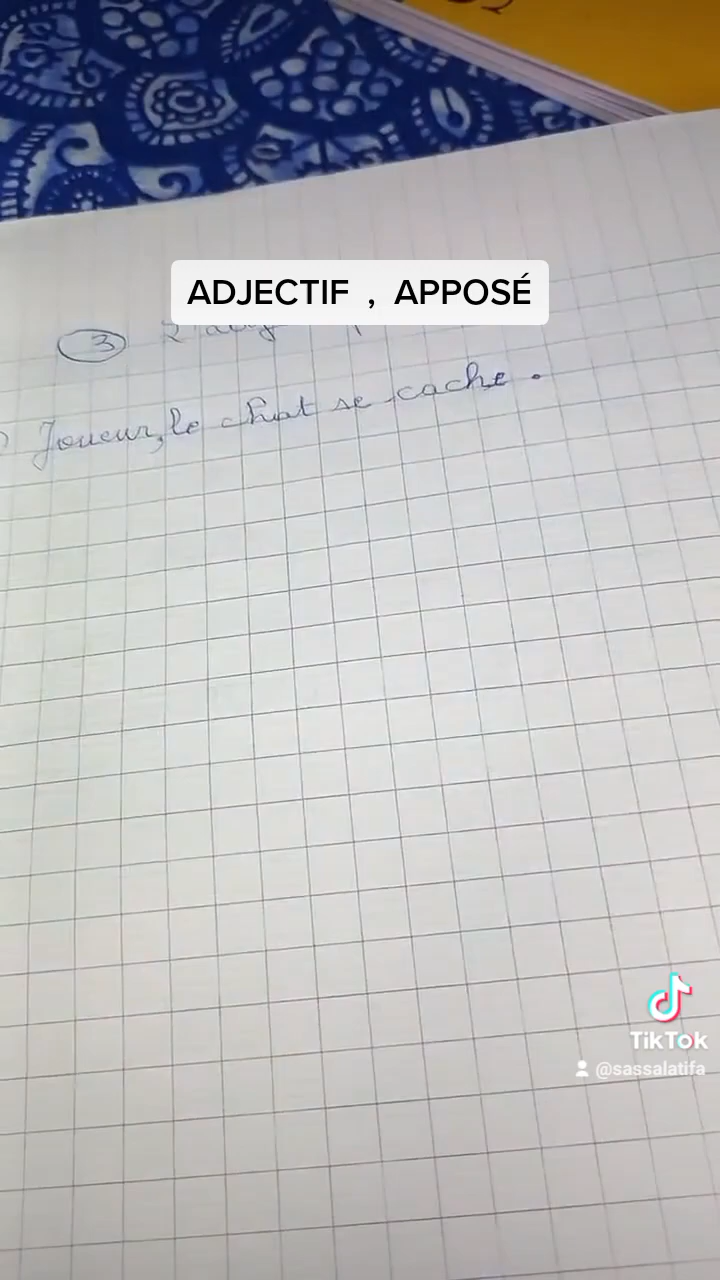 ADJECTIF , APPOSÉ
3
Joueur, le chat se cache.
TikTok
@sassalatifa